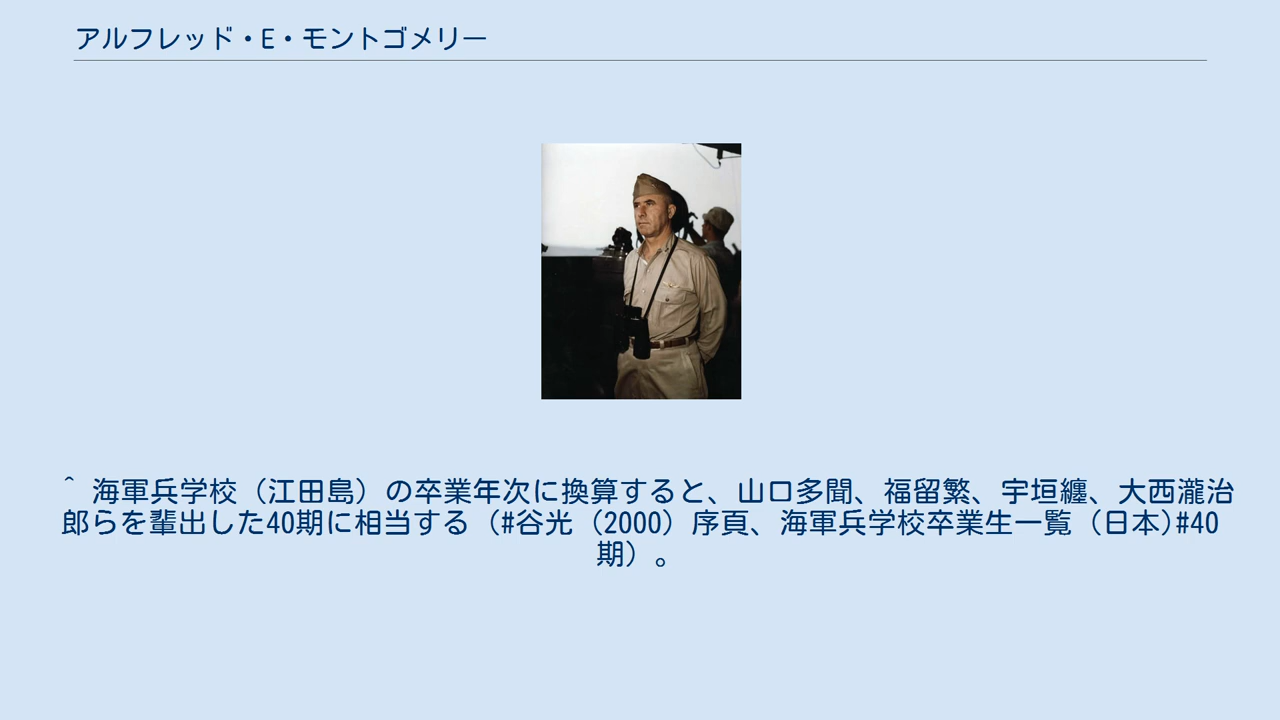 アルフレッド・E・モントゴメリー
^ 海軍兵学校（江田島）の卒業年次に換算すると、山口多聞、福留繁、宇垣纏、大西瀧治
郎らを輩出した40期に相当する（#谷光（2000）序頁、海軍兵学校卒業生一覧（日本)#40
期）。